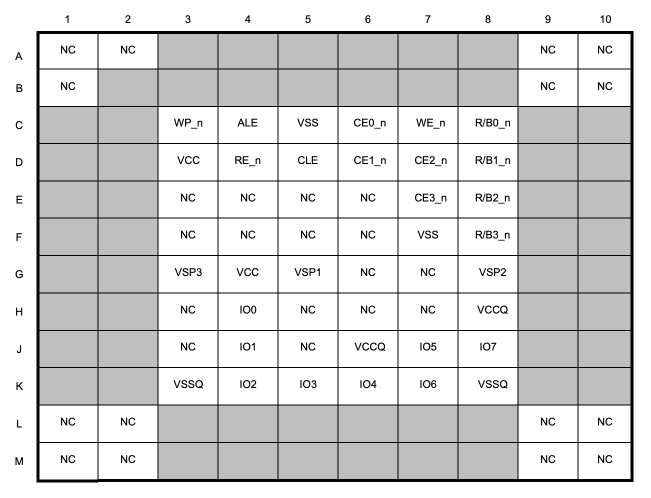 1 2 3 4 5 6 7 8 9 10
A NC NC NC NC
B NC NC NC
C WP_n ALE VSS CE0_n WE_n R/B0_n
D VCC RE_n CLE CE1_n CE2_n R/B1_n
E NC NC NC NC CE3_n R/B2_n
F NC NC NC NC VSS R/B3_n
G VSP3 VCC VSP1 NC NC VSP2
H NC IO0 NC NC NC VCCQ
J NC IO1 NC VCCQ IO5 IO7
K VSSQ IO2 IO3 IO4 IO6 VSSQ
L NC NC NC NC
M NC NC NC NC